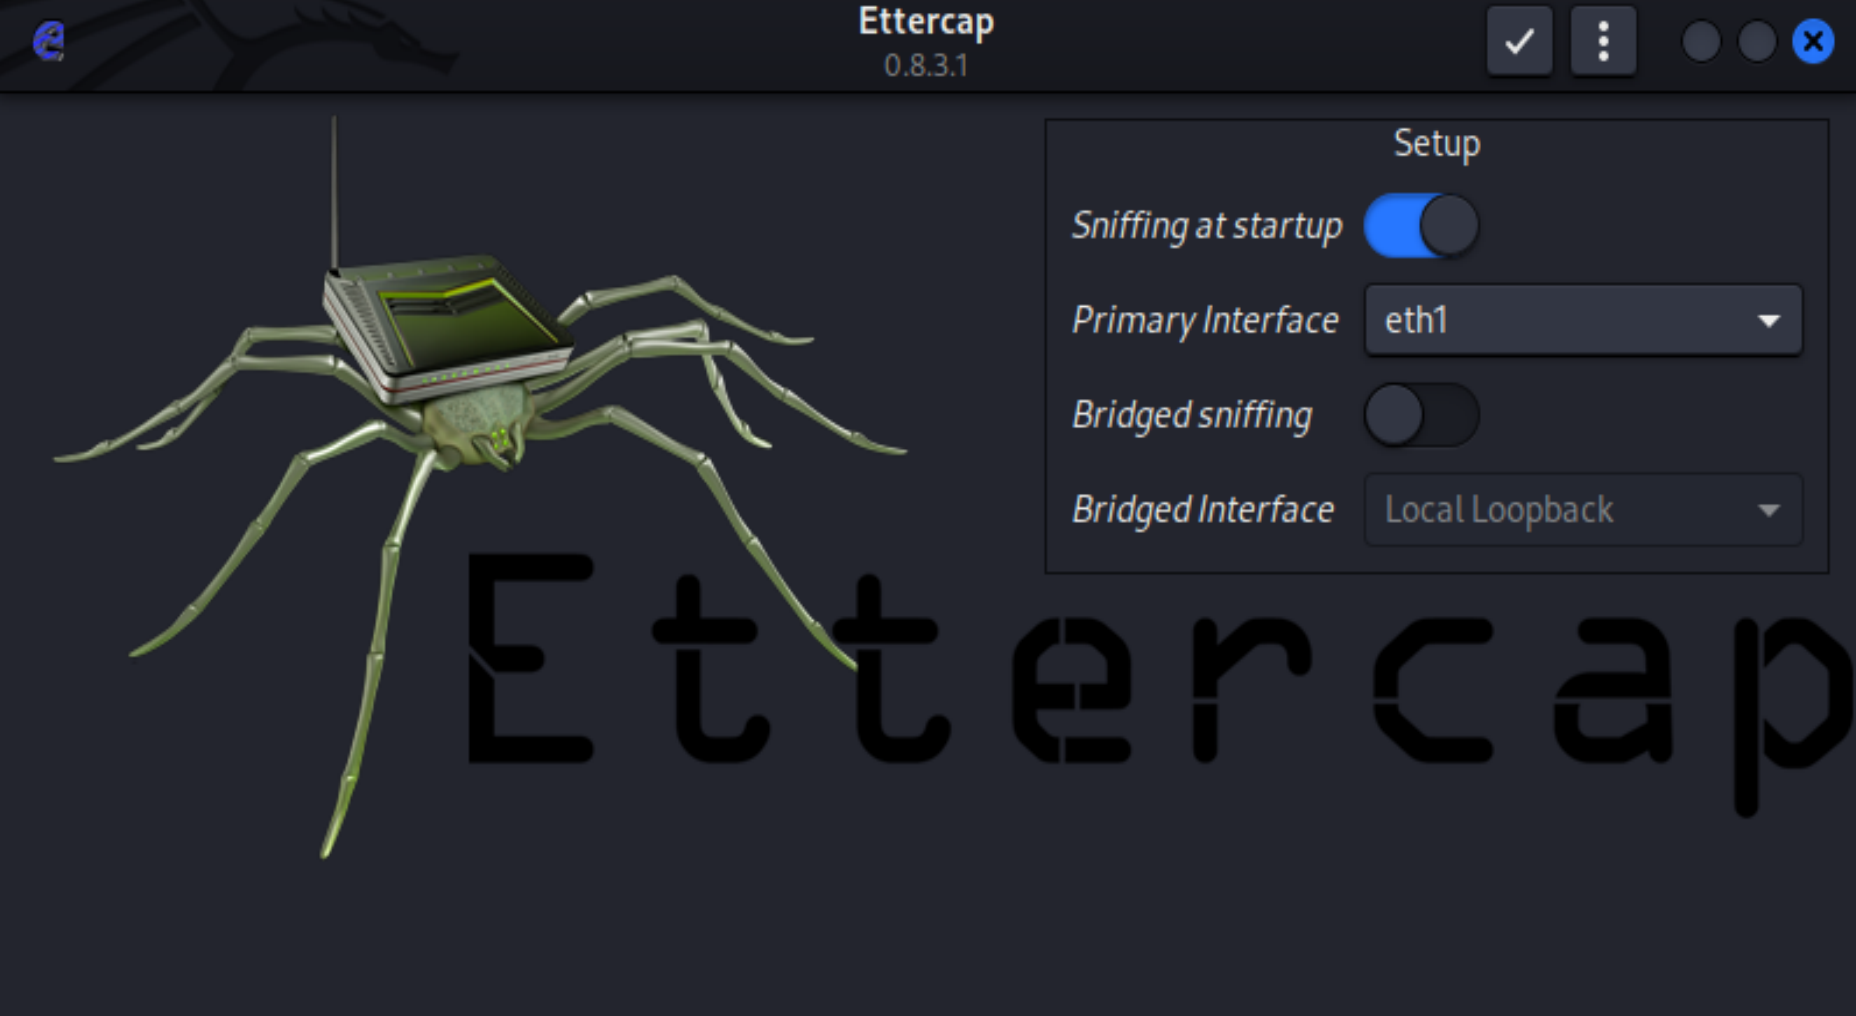 Ettercap
0.8.3.1
Setup
Sniffing at startup
Primary Interface eth1
Bridged sniffing
Bridged Interface Local Loopback
Ettercap